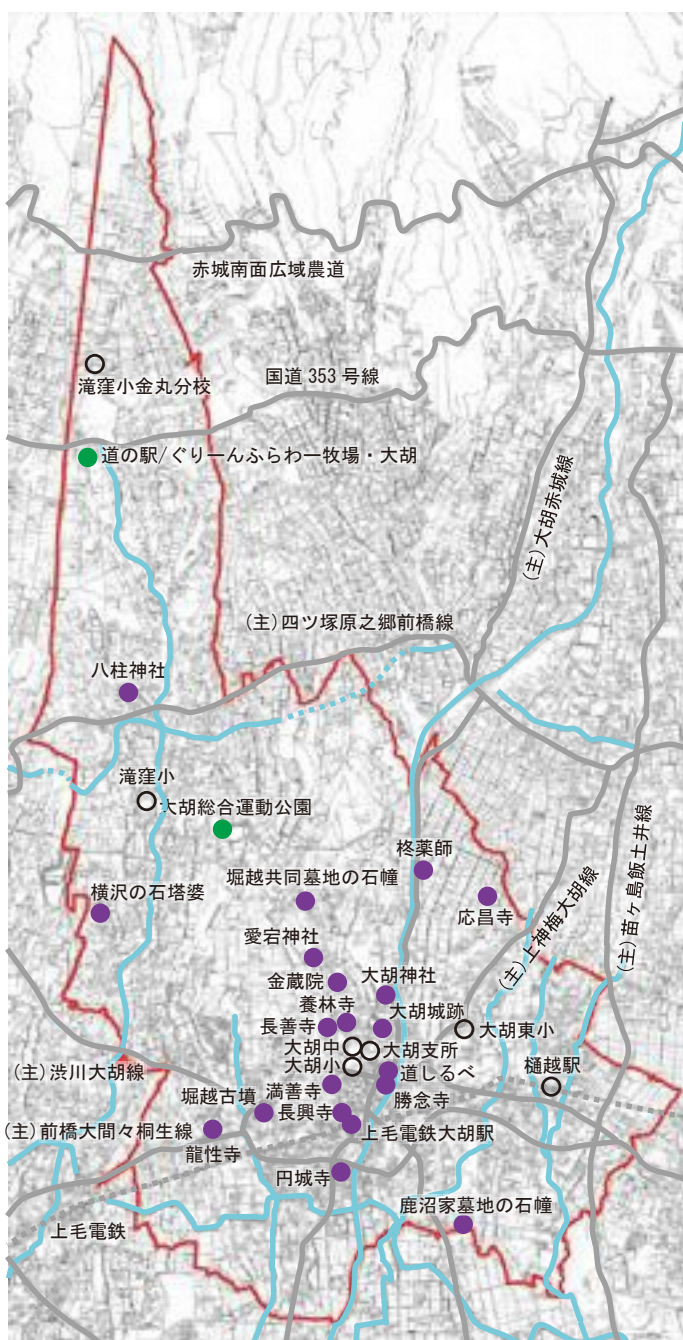 赤城南面広域農道
滝窪小金丸分校
国道 353 号線
道の駅/ぐりーんふらわー牧場・大胡
(主)大胡赤城線
(主)四ツ塚原之郷前橋線
八柱神社
滝窪小
大胡総合運動公園
柊薬師
堀越共同墓地の石幢
横沢の石塔婆
応昌寺
(主)上神梅大胡線
(主)苗ヶ島飯土井線
愛宕神社
金蔵院
大胡神社
養林寺
長善寺
大胡城跡
大胡東小
大胡中
大胡支所
大胡小
道しるべ
樋越駅
(主)渋川大胡線
満善寺
勝念寺
堀越古墳
長興寺
(主)前橋大間々桐生線
上毛電鉄大胡駅
龍性寺
円城寺
鹿沼家墓地の石幢
上毛電鉄